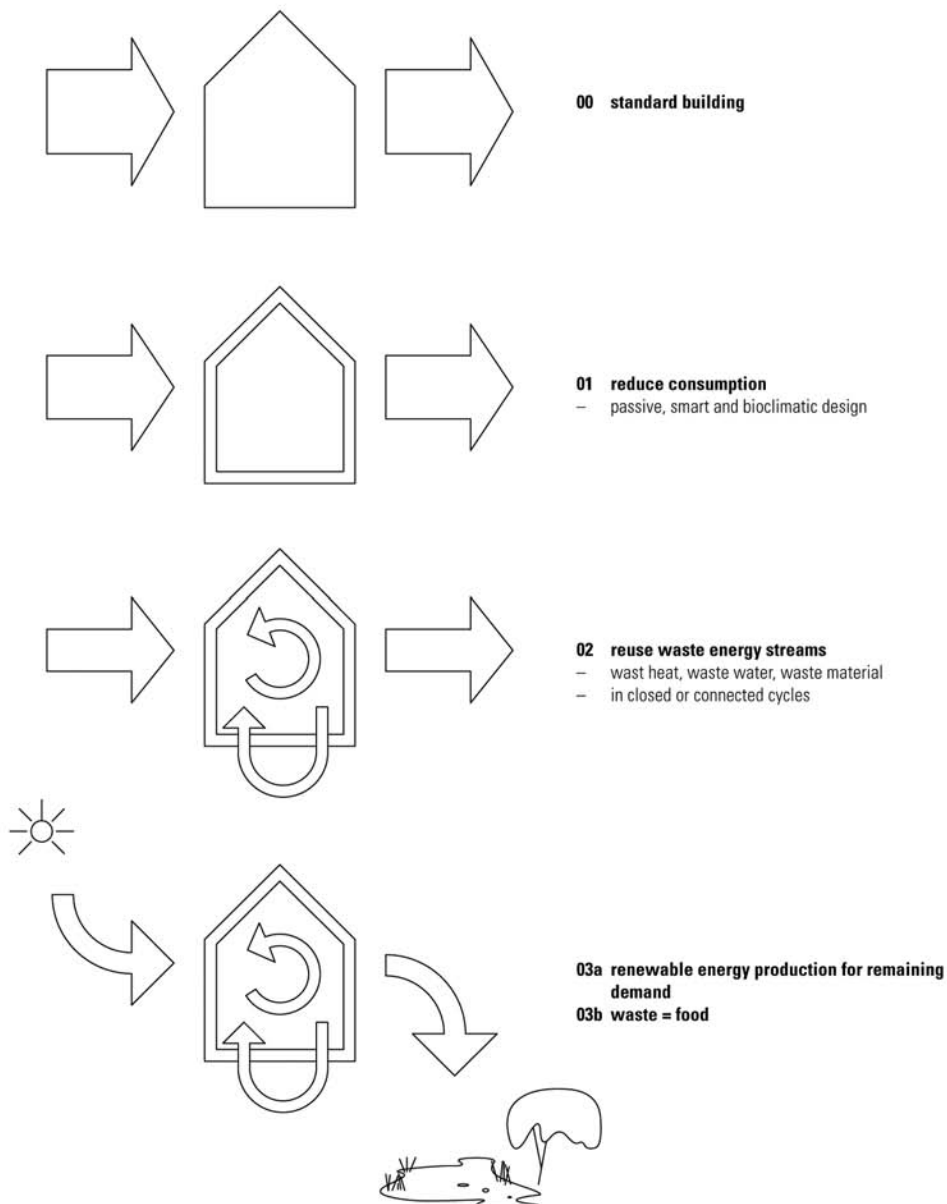 00 standard building
01 reduce consumption
– passive, smart and bioclimatic design
02 reuse waste energy streams
– wast heat, waste water, waste material
– in closed or connected cycles
03a renewable energy production for remaining
demand
03b waste = food